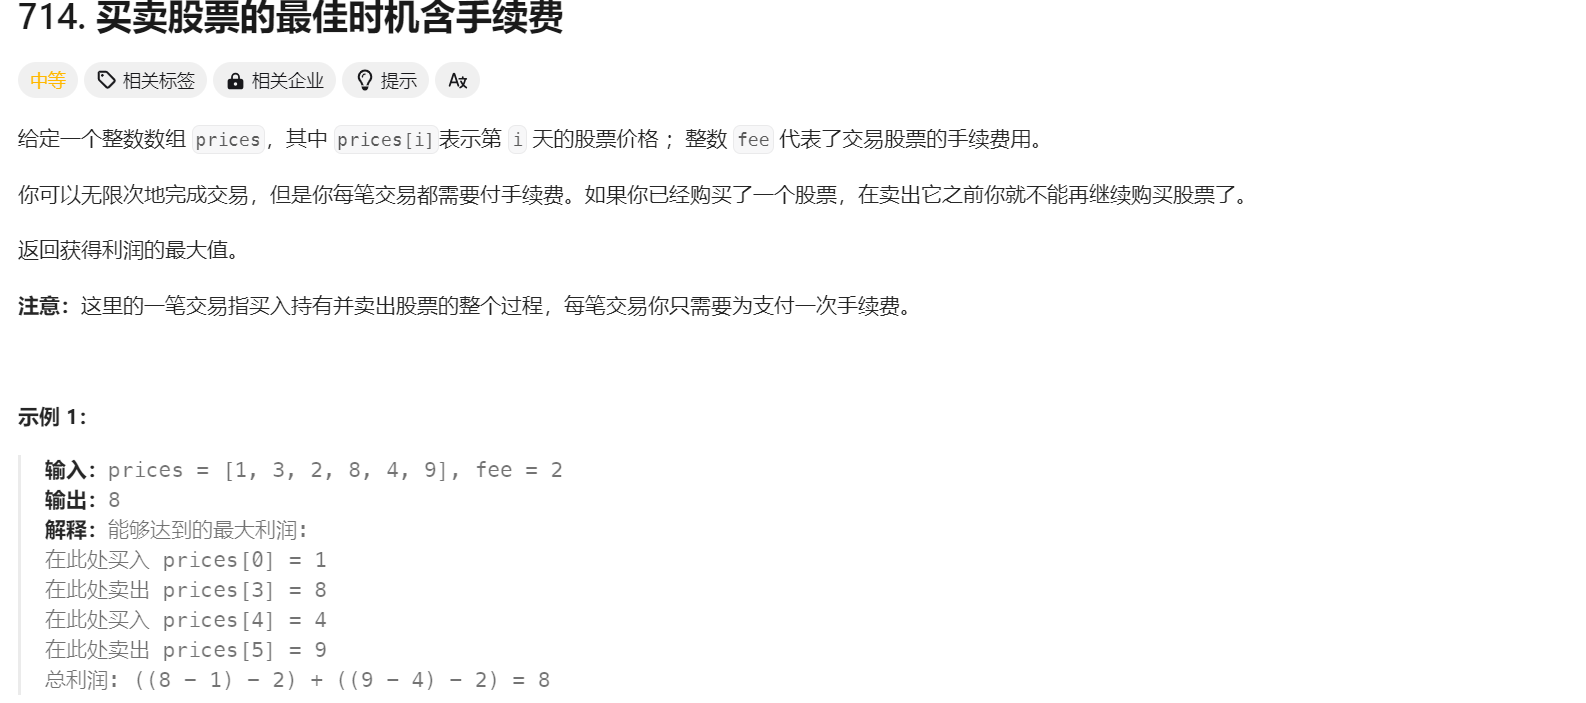 714. 买卖股票的最佳时机含手续费
中等 相关标签 相关企业 提示 A文
给定一个整数数组 prices，其中 prices[i]表示第 i 天的股票价格 ；整数 fee 代表了交易股票的手续费用。
你可以无限次地完成交易，但是你每笔交易都需要付手续费。如果你已经购买了一个股票，在卖出它之前你就不能再继续购买股票了。
返回获得利润的最大值。
注意：这里的一笔交易指买入持有并卖出股票的整个过程，每笔交易你只需要为支付一次手续费。
示例 1：
输入：prices = [1, 3, 2, 8, 4, 9], fee = 2
输出：8
解释：能够达到的最大利润:
在此处买入 prices[0] = 1
在此处卖出 prices[3] = 8
在此处买入 prices[4] = 4
在此处卖出 prices[5] = 9
总利润: ((8 - 1) - 2) + ((9 - 4) - 2) = 8